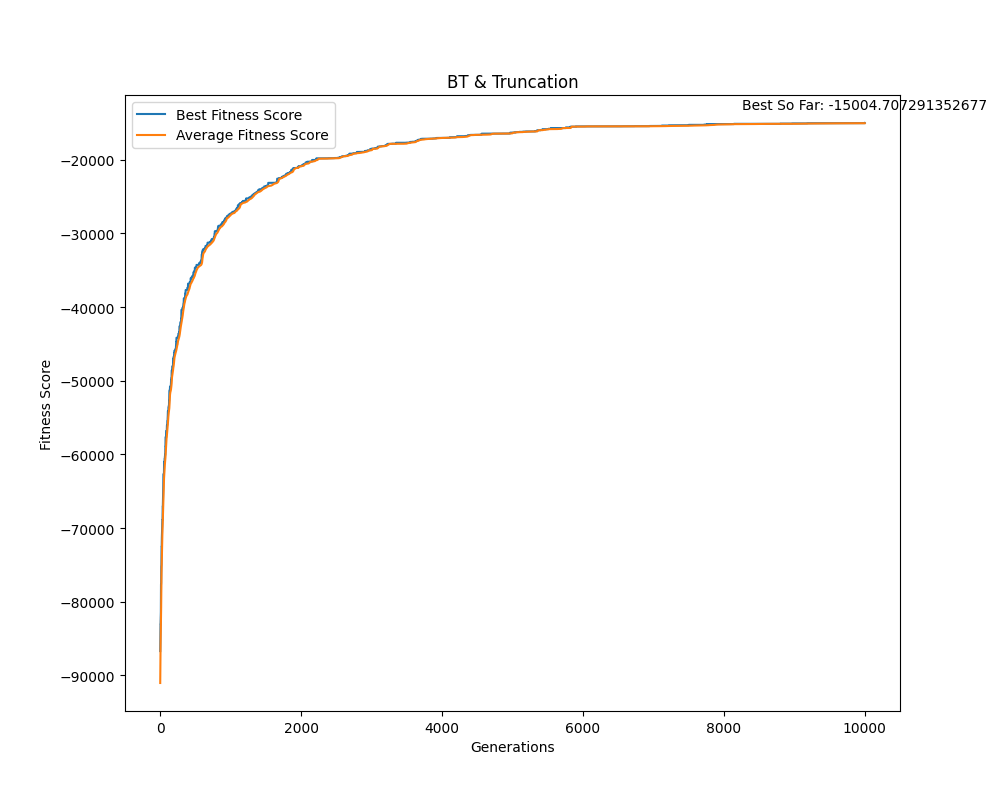 BT & Truncation
Best So Far: -15004.707291352677
Best Fitness Score
Average Fitness Score
−20000
−30000
−40000
−50000
−60000
−70000
−80000
−90000
Fitness Score
0 2000 4000 6000 8000 10000
Generations